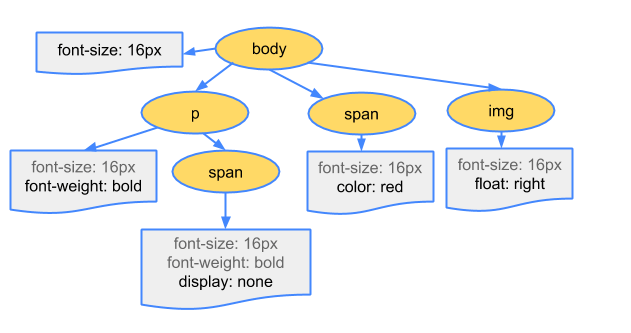 font-size: 16px
body
p
span
img
font-size: 16px
font-weight: bold
span
font-size: 16px
color: red
font-size: 16px
float: right
font-size: 16px
font-weight: bold
display: none